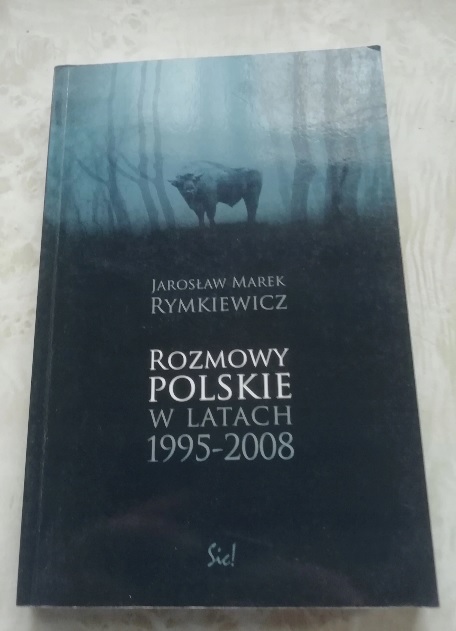 Jarosław Marek
Rymkiewicz
Rozmowy
polskie
w latach
1995-2008
Sic!